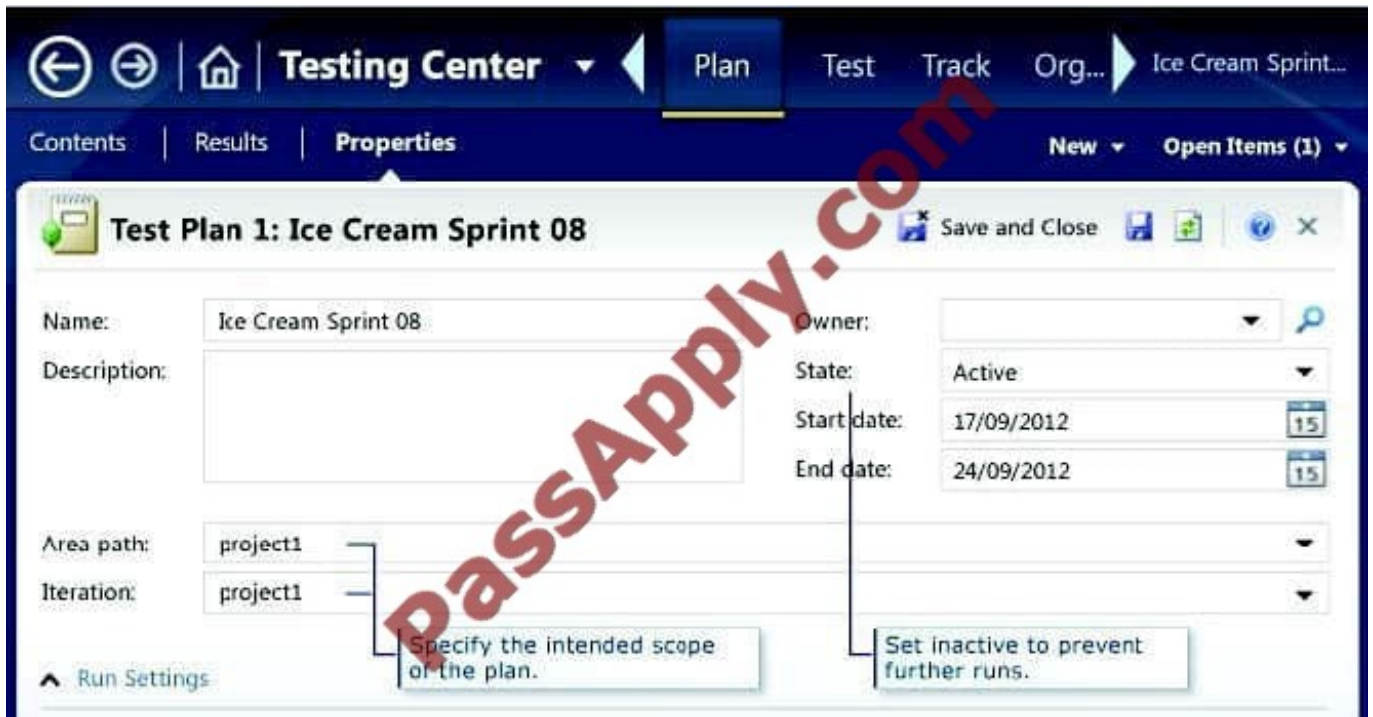 Testing Center
Plan
Test
Track
Org...
Ice Cream Sprint...
Contents
Results
Properties
New
Open Items (1)
Test Plan 1: Ice Cream Sprint 08
Save and Close
Name:
Ice Cream Sprint 08
Owner:
Description:
State:
Active
Start date:
17/09/2012
15
End date:
24/09/2012
15
Area path:
project1
Iteration:
project1
Specify the intended scope
of the plan.
Set inactive to prevent
further runs.
Run Settings
PassApply.com